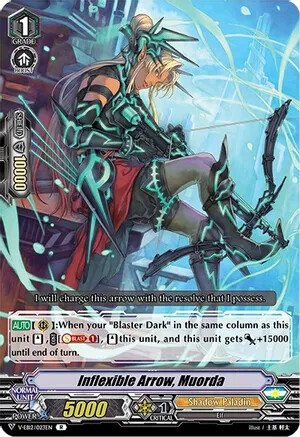 1
GRADE
BOOST
10000
I will charge this arrow with the resolve that I possess.
AUTO [ 1:When your "Blaster Dark" in the same column as this
unit [ ], [ BLAST 1 ], this unit, and this unit gets +15000
until end of turn.
Inflexible Arrow, Muorda
NORMAL
UNIT
POWER
5000
1
CRITICAL
Shadow Paladin
Elf
V-EB12/023EN R
Illust /